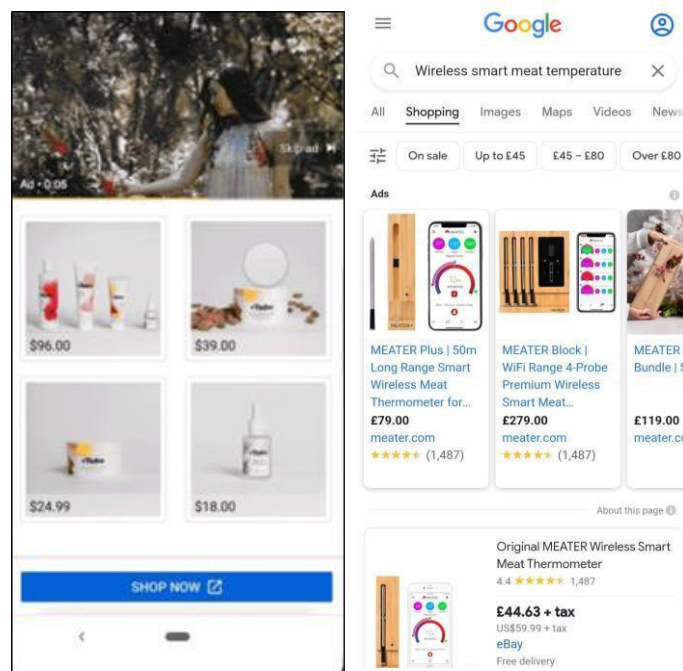 Skip ad
Ad • 0:05
$96.00
$39.00
$24.99
$18.00
SHOP NOW
Google
Wireless smart meat temperature
All Shopping Images Maps Videos News
On sale
Up to £45
£45 – £80
Over £80
Ads
MEATER Plus | 50m
Long Range Smart
Wireless Meat
Thermometer for...
£79.00
meater.com
(1,487)
MEATER Block |
WiFi Range 4-Probe
Premium Wireless
Smart Meat...
£279.00
meater.com
(1,487)
MEATER
Bundle | S
£119.00
meater.co
About this page
Original MEATER Wireless Smart
Meat Thermometer
4.4 1,487
£44.63 + tax
US$59.99 + tax
eBay
Free delivery